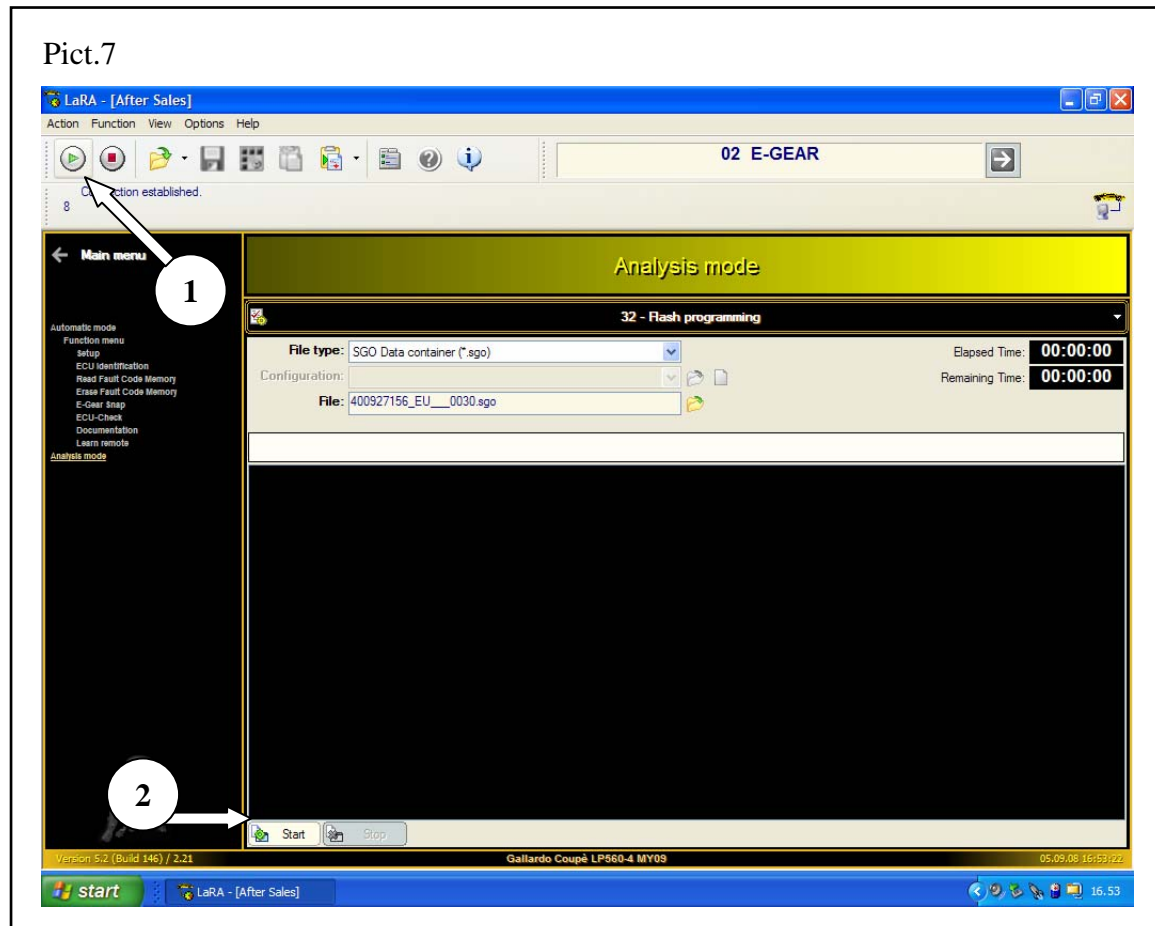 Pict.7
LaRA - [After Sales]
Action Function View Options Help
02 E-GEAR
Connection established.
8
1
Main menu
Analysis mode
32 - Flash programming
Automatic mode
Function menu
Setup
ECU Identification
Read Fault Code Memory
Erase Fault Code Memory
E-Gear Snap
ECU-Check
Documentation
Learn remote
Analysis mode
File type: SGO Data container (*.sgo)
Elapsed Time: 00:00:00
Configuration:
Remaining Time: 00:00:00
File: 400927156_EU___0030.sgo
2
Start Stop
Version 5.2 (Build 146) / 2.21 Gallardo Coupè LP560-4 MY09 05.09.08 16:53:22
start LaRA - [After Sales] 16.53